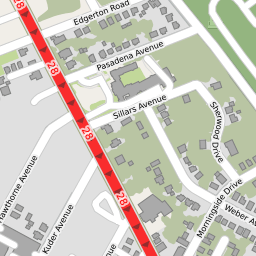 Edgerton Road
Pasadena Avenue
28
Sillars Avenue
28
Sherwood Drive
28
Hawthorne Avenue
Kuder Avenue
Morningside Drive
Weber Av
28